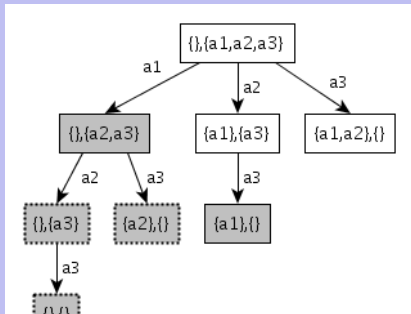 {},{a1,a2,a3}
a1
a2
a3
{},{a2,a3}
{a1},{a3}
{a1,a2},{}
a2
a3
a3
{},{a3}
{a2},{}
{a1},{}
a3
{},{}